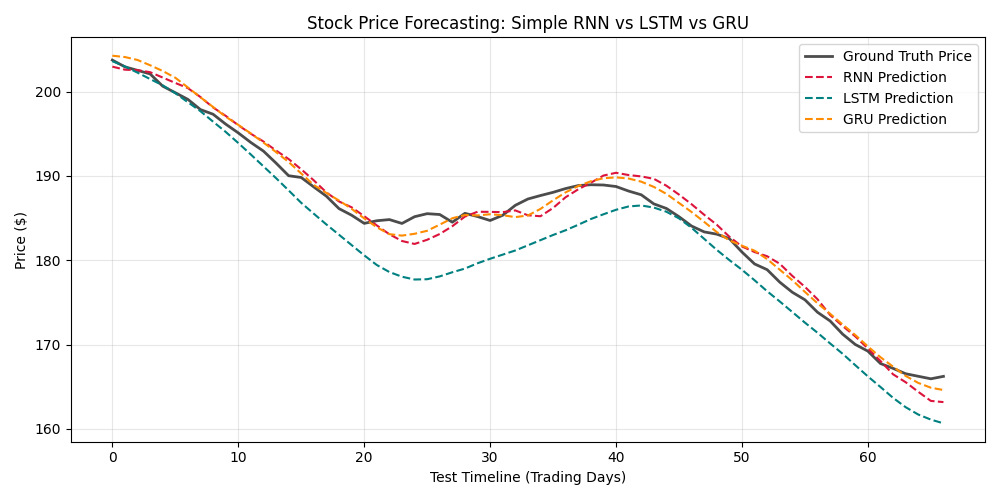 Stock Price Forecasting: Simple RNN vs LSTM vs GRU
Ground Truth Price
RNN Prediction
LSTM Prediction
GRU Prediction
Price ($)
200
190
180
170
160
0 10 20 30 40 50 60
Test Timeline (Trading Days)